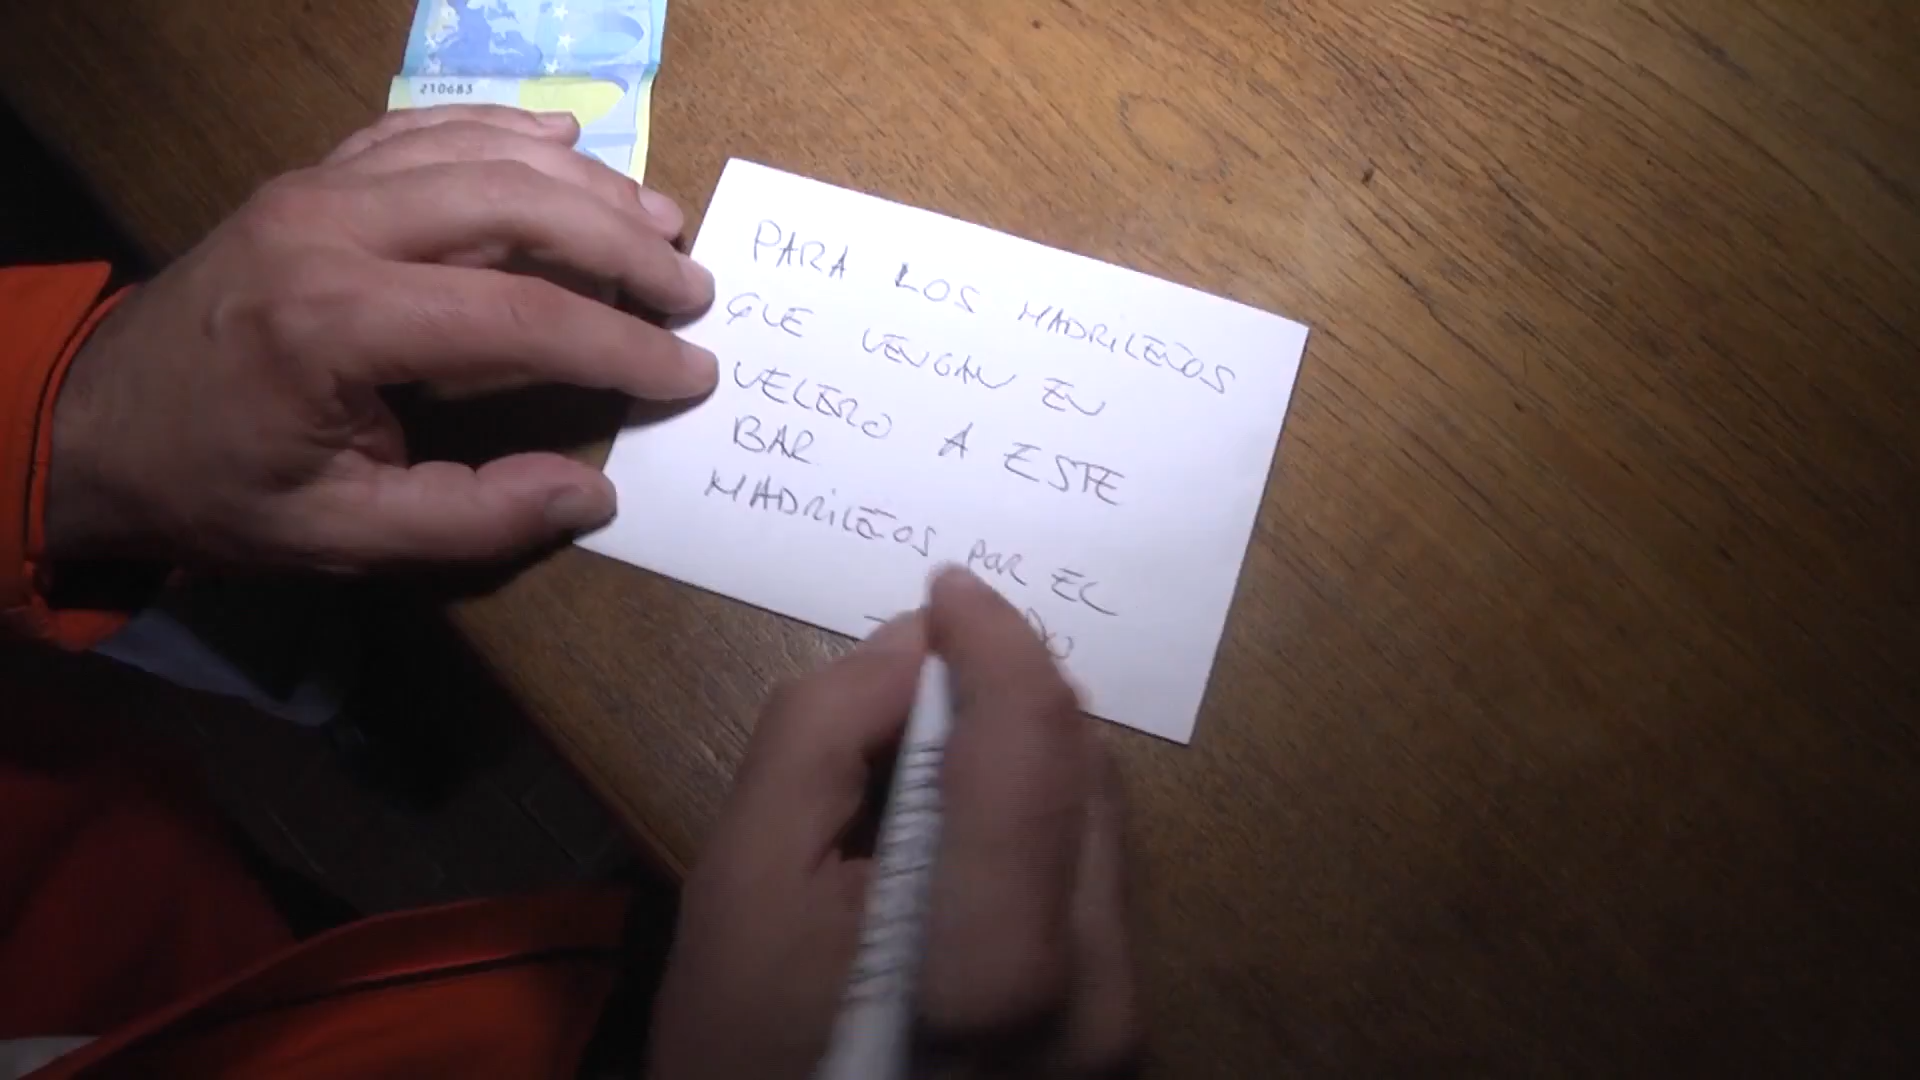 210683
PARA LOS MADRILEÑOS
QUE VENGAN EN
VELERO A ESTE
BAR
MADRILEÑOS POR EL